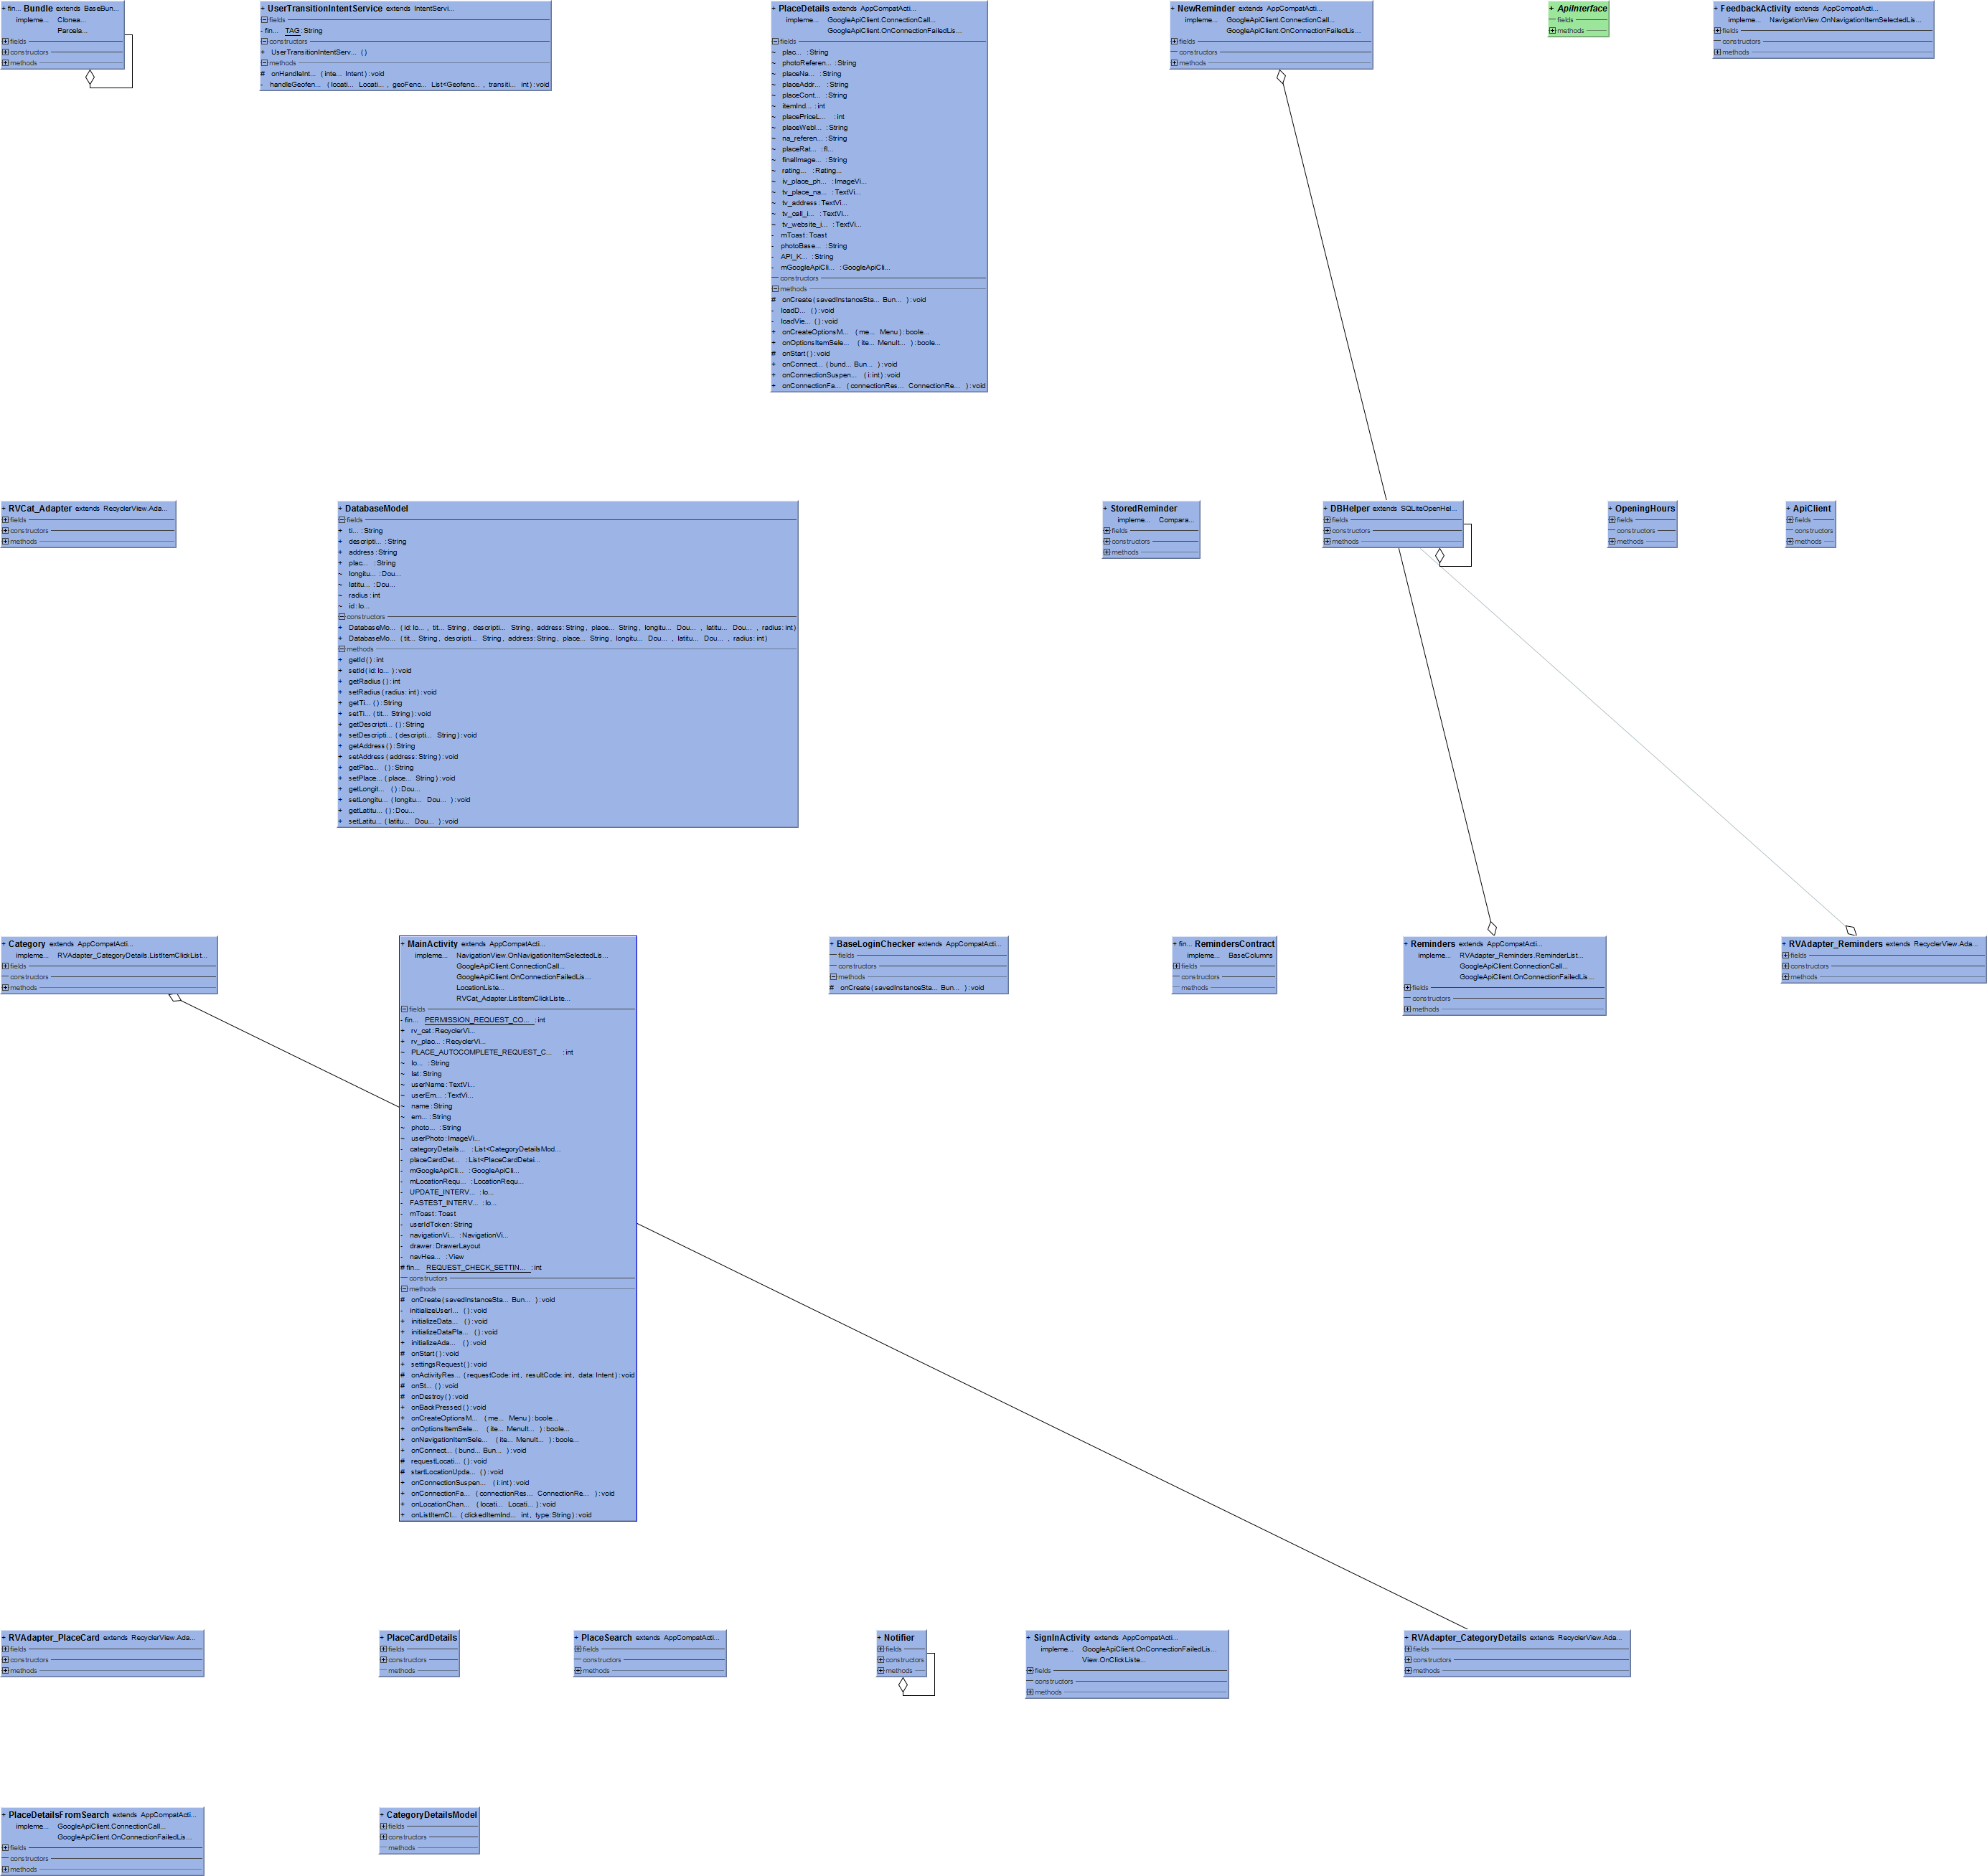 + fin... Bundle extends BaseBun...
impleme... Clonea...
Parcela...
fields
constructors
methods
+ UserTransitionIntentService extends IntentServi...
fields
- fin... TAG: String
constructors
+ UserTransitionIntentServ... ()
methods
# onHandleInt... (inte... Intent): void
- handleGeofen... (locati... Locati... , geoFenc... List<Geofenc... , transiti... int): void
+ PlaceDetails extends AppCompatActi...
impleme... GoogleApiClient.ConnectionCall...
GoogleApiClient.OnConnectionFailedLis...
fields
~ plac... : String
~ photoReferen... : String
~ placeNa... : String
~ placeAddr... : String
~ placeCont... : String
~ itemInd... : int
~ placePriceL... : int
~ placeWebl... : String
~ na_referen... : String
~ placeRat... : fl...
~ finalImage... : String
~ rating... : Rating...
~ iv_place_ph... : ImageVi...
~ tv_place_na... : TextVi...
~ tv_address: TextVi...
~ tv_call_i... : TextVi...
~ tv_website_i... : TextVi...
- mToast: Toast
- photoBase... : String
- API_K... : String
- mGoogleApiCli... : GoogleApiCli...
constructors
methods
# onCreate(savedInstanceSta... Bun... ): void
- loadD... (): void
- loadVie... (): void
+ onCreateOptionsM... (me... Menu): boole...
+ onOptionsItemSele... (ite... MenuIt... ): boole...
# onStart(): void
+ onConnect... (bund... Bun... ): void
+ onConnectionSuspen... (i: int): void
+ onConnectionFa... (connectionRes... ConnectionRe... ): void
+ NewReminder extends AppCompatActi...
impleme... GoogleApiClient.ConnectionCall...
GoogleApiClient.OnConnectionFailedLis...
fields
constructors
methods
+ ApiInterface
fields
methods
+ FeedbackActivity extends AppCompatActi...
impleme... NavigationView.OnNavigationItemSelectedLis...
fields
constructors
methods
+ RVCat_Adapter extends RecyclerView.Ada...
fields
constructors
methods
+ DatabaseModel
fields
+ ti... : String
+ descripti... : String
+ address: String
+ plac... : String
~ longitu... : Dou...
~ latitu... : Dou...
~ radius: int
~ id: lo...
constructors
+ DatabaseMo... (id: lo... , tit... String, descripti... String, address: String, place... String, longitu... Dou... , latitu... Dou... , radius: int)
+ DatabaseMo... (tit... String, descripti... String, address: String, place... String, longitu... Dou... , latitu... Dou... , radius: int)
methods
+ getId(): int
+ setId(id: lo... ): void
+ getRadius(): int
+ setRadius(radius: int): void
+ getTi... (): String
+ setTi... (tit... String): void
+ getDescripti... (): String
+ setDescripti... (descripti... String): void
+ getAddress(): String
+ setAddress(address: String): void
+ getPlac... (): String
+ setPlace... (place... String): void
+ getLongit... (): Dou...
+ setLongitu... (longitu... Dou... ): void
+ getLatitu... (): Dou...
+ setLatitu... (latitu... Dou... ): void
+ StoredReminder
impleme... Compara...
fields
constructors
methods
+ DBHelper extends SQLiteOpenHel...
fields
constructors
methods
+ OpeningHours
fields
constructors
methods
+ ApiClient
fields
constructors
methods
+ Category extends AppCompatActi...
impleme... RVAdapter_CategoryDetails.ListItemClickList...
fields
constructors
methods
+ MainActivity extends AppCompatActi...
impleme... NavigationView.OnNavigationItemSelectedLis...
GoogleApiClient.ConnectionCall...
GoogleApiClient.OnConnectionFailedLis...
LocationListe...
RVCat_Adapter.ListItemClickListe...
fields
- fin... PERMISSION_REQUEST_CO... : int
+ rv_cat: RecyclerVi...
+ rv_plac... : RecyclerVi...
~ PLACE_AUTOCOMPLETE_REQUEST_C... : int
~ lo... : String
~ lat: String
~ userName: TextVi...
~ userEm... : TextVi...
~ name: String
~ em... : String
~ photo... : String
~ userPhoto: ImageVi...
- categoryDetails... : List<CategoryDetailsMod...
- placeCardDet... : List<PlaceCardDetai...
- mGoogleApiCli... : GoogleApiCli...
- mLocationRequ... : LocationRequ...
- UPDATE_INTERV... : lo...
- FASTEST_INTERV... : lo...
- mToast: Toast
- userIdToken: String
- navigationVi... : NavigationVi...
- drawer: DrawerLayout
- navHea... : View
# fin... REQUEST_CHECK_SETTIN... : int
constructors
methods
# onCreate(savedInstanceSta... Bun... ): void
- initializeUserI... (): void
+ initializeData... (): void
+ initializeDataPla... (): void
+ initializeAda... (): void
# onStart(): void
+ settingsRequest(): void
# onActivityRes... (requestCode: int, resultCode: int, data: Intent): void
# onSt... (): void
# onDestroy(): void
+ onBackPressed(): void
+ onCreateOptionsM... (me... Menu): boole...
+ onOptionsItemSele... (ite... MenuIt... ): boole...
+ onNavigationItemSele... (ite... MenuIt... ): boole...
+ onConnect... (bund... Bun... ): void
# requestLocati... (): void
# startLocationUpda... (): void
+ onConnectionSuspen... (i: int): void
+ onConnectionFa... (connectionRes... ConnectionRe... ): void
+ onLocationChan... (locati... Locati... ): void
+ onListItemCl... (clickedItemInd... int, type: String): void
+ BaseLoginChecker extends AppCompatActi...
fields
constructors
methods
# onCreate(savedInstanceSta... Bun... ): void
+ fin... RemindersContract
impleme... BaseColumns
fields
constructors
methods
+ Reminders extends AppCompatActi...
impleme... RVAdapter_Reminders.ReminderList...
GoogleApiClient.ConnectionCall...
GoogleApiClient.OnConnectionFailedLis...
fields
constructors
methods
+ RVAdapter_Reminders extends RecyclerView.Ada...
fields
constructors
methods
+ RVAdapter_PlaceCard extends RecyclerView.Ada...
fields
constructors
methods
+ PlaceCardDetails
fields
constructors
methods
+ PlaceSearch extends AppCompatActi...
fields
constructors
methods
+ Notifier
fields
constructors
methods
+ SignInActivity extends AppCompatActi...
impleme... GoogleApiClient.OnConnectionFailedLis...
View.OnClickListe...
fields
constructors
methods
+ RVAdapter_CategoryDetails extends RecyclerView.Ada...
fields
constructors
methods
+ PlaceDetailsFromSearch extends AppCompatActi...
impleme... GoogleApiClient.ConnectionCall...
GoogleApiClient.OnConnectionFailedLis...
fields
constructors
methods
+ CategoryDetailsModel
fields
constructors
methods